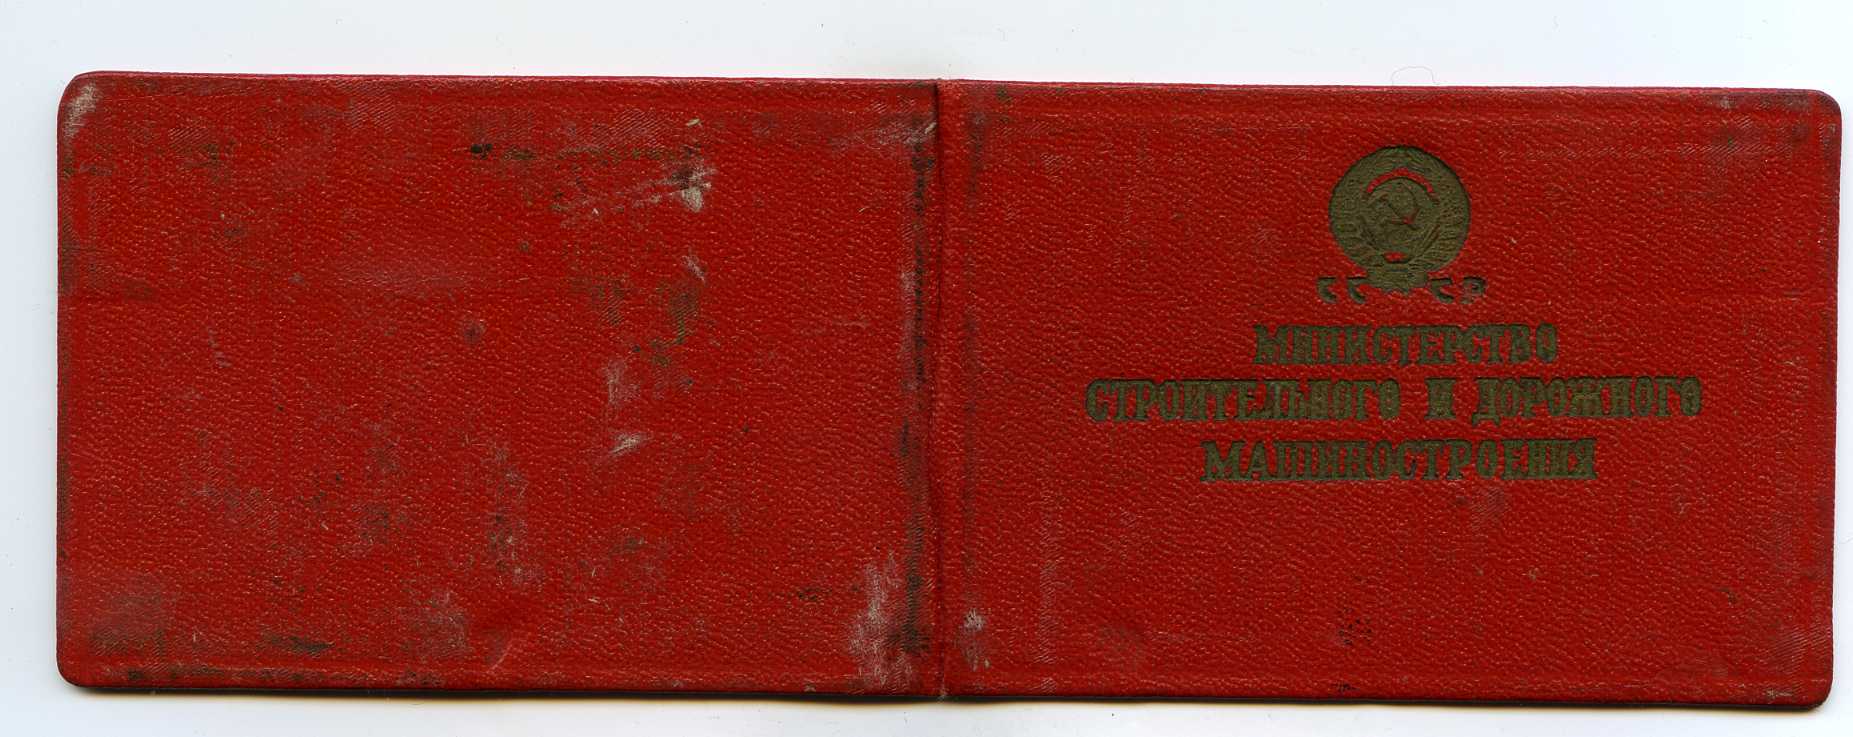 СССР
МИНИСТЕРСТВО
СТРОИТЕЛЬНОГО И ДОРОЖНОГО
МАШИНОСТРОЕНИЯ